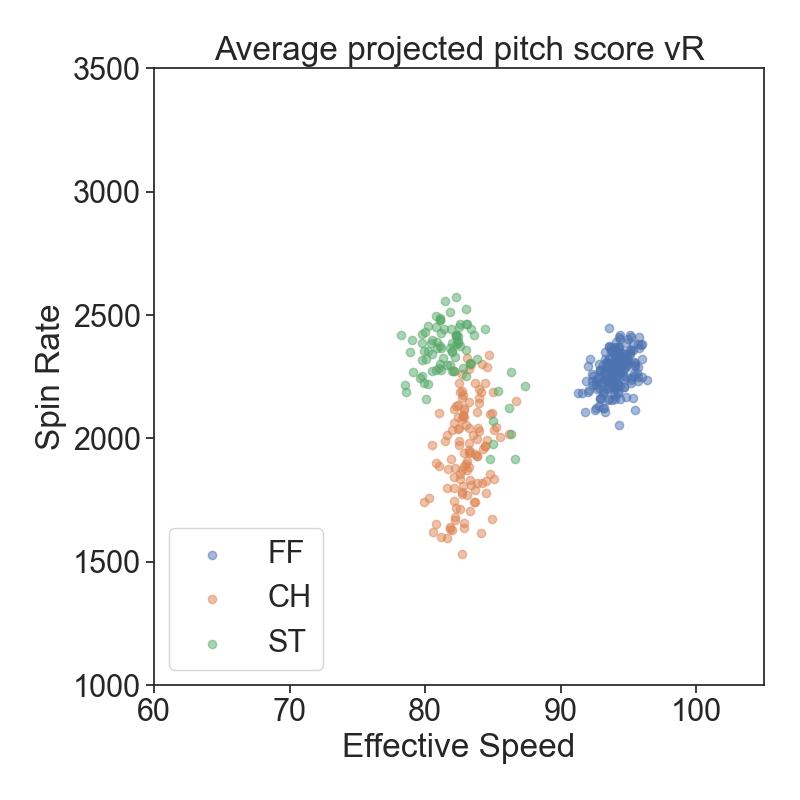 Average projected pitch score vR
3500
3000
2500
2000
1500
1000
Spin Rate
FF
CH
ST
60 70 80 90 100
Effective Speed